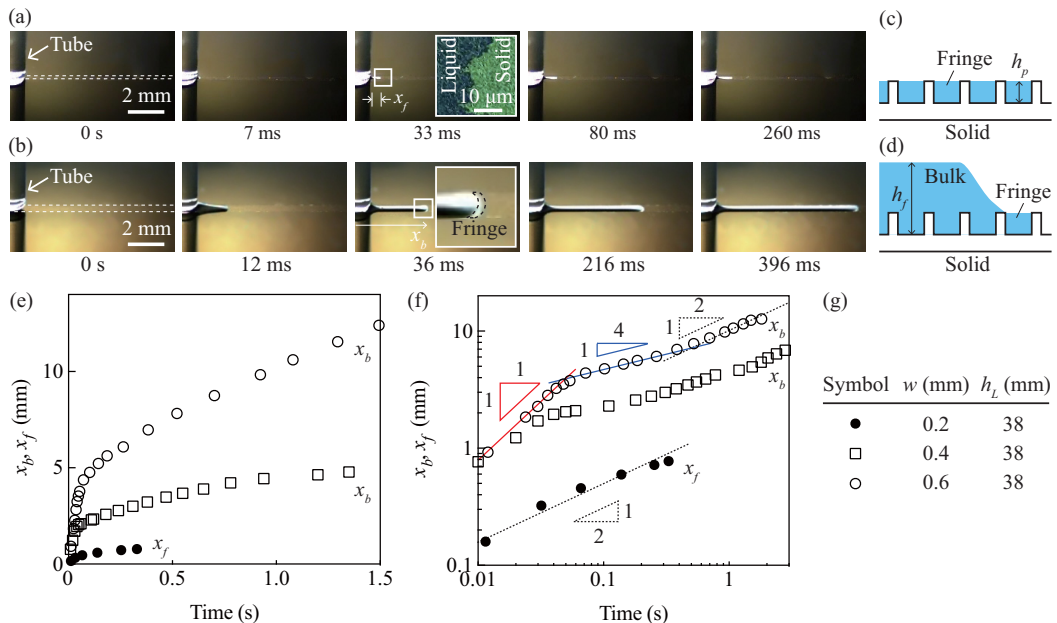 (a)
Tube
2 mm
Liquid
Solid
10 μm
x_f
0 s
7 ms
33 ms
80 ms
260 ms
(b)
Tube
2 mm
x_b
Fringe
0 s
12 ms
36 ms
216 ms
396 ms
(c)
Fringe
h_p
Solid
(d)
Bulk
h_f
Fringe
Solid
(e)
10
5
0
x_b, x_f (mm)
x_b
x_b
x_f
0
0.5
1.0
1.5
Time (s)
(f)
10
1
0.1
x_b, x_f (mm)
1
1
4
1
2
1
x_b
x_b
x_f
1
2
0.01
0.1
1
Time (s)
(g)
Symbol w (mm) h_L (mm)
● 0.2 38
□ 0.4 38
○ 0.6 38